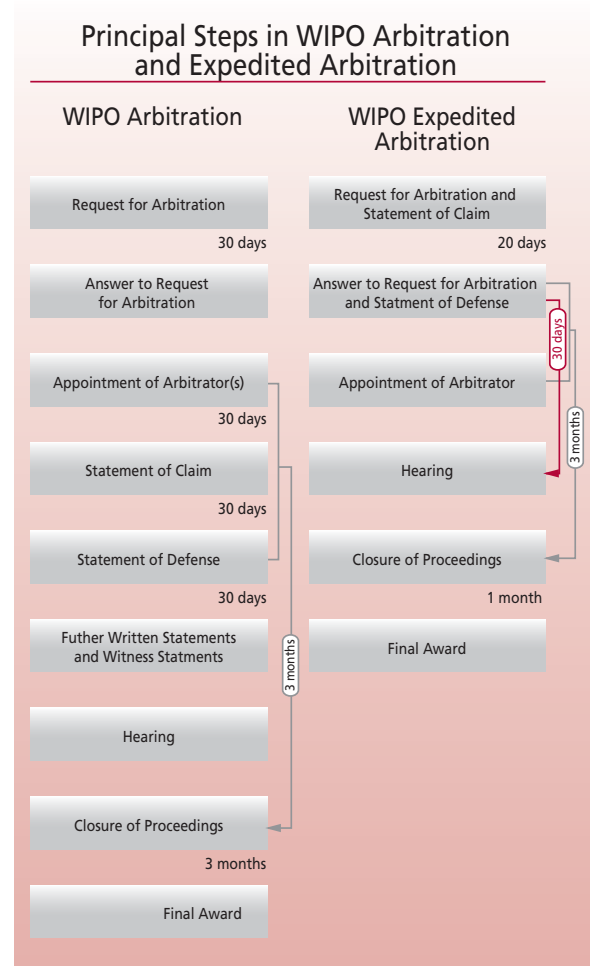 Principal Steps in WIPO Arbitration
and Expedited Arbitration
WIPO Arbitration
Request for Arbitration
30 days
Answer to Request
for Arbitration
Appointment of Arbitrator(s)
30 days
Statement of Claim
30 days
Statement of Defense
30 days
Futher Written Statements
and Witness Statments
3 months
Hearing
Closure of Proceedings
3 months
Final Award
WIPO Expedited
Arbitration
Request for Arbitration and
Statement of Claim
20 days
Answer to Request for Arbitration
and Statment of Defense
30 days
Appointment of Arbitrator
3 months
Hearing
Closure of Proceedings
1 month
Final Award